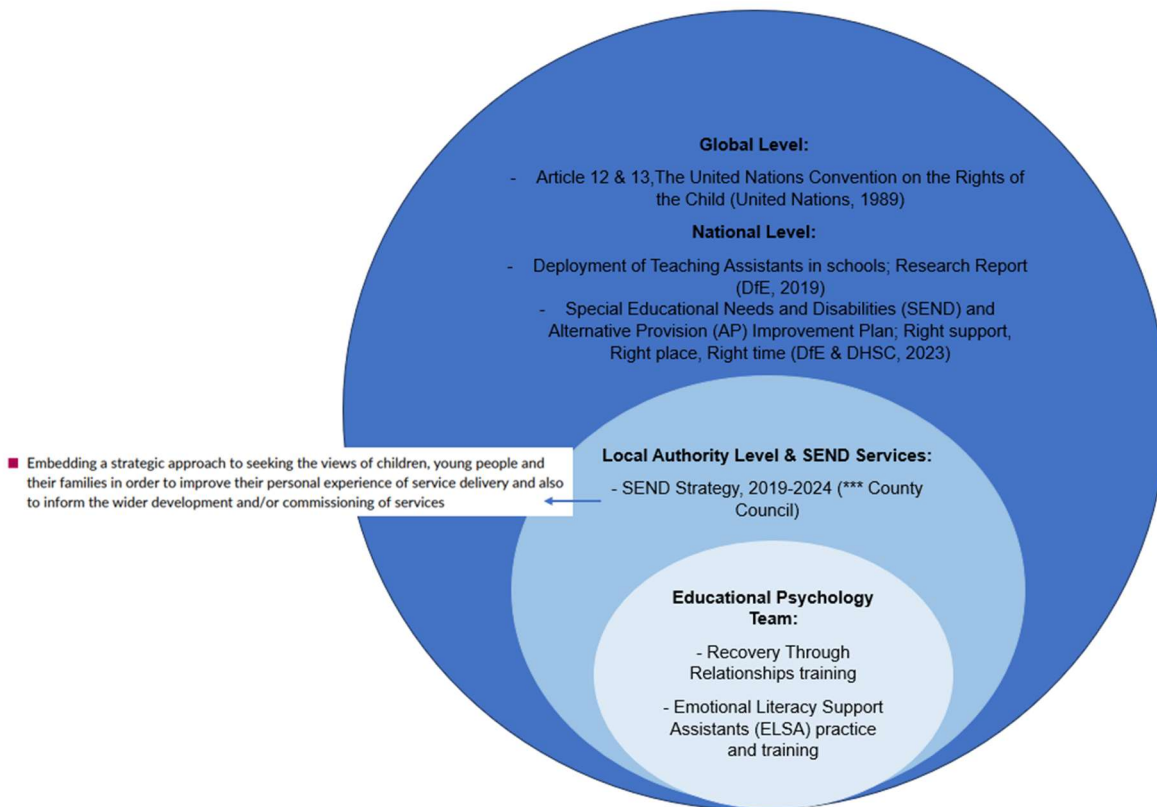 Global Level:
- Article 12 & 13,The United Nations Convention on the Rights of
the Child (United Nations, 1989)
National Level:
- Deployment of Teaching Assistants in schools; Research Report
(DfE, 2019)
- Special Educational Needs and Disabilities (SEND) and
Alternative Provision (AP) Improvement Plan; Right support,
Right place, Right time (DfE & DHSC, 2023)
■ Embedding a strategic approach to seeking the views of children, young people and
their families in order to improve their personal experience of service delivery and also
to inform the wider development and/or commissioning of services
Local Authority Level & SEND Services:
- SEND Strategy, 2019-2024 (*** County
Council)
Educational Psychology
Team:
- Recovery Through
Relationships training
- Emotional Literacy Support
Assistants (ELSA) practice
and training